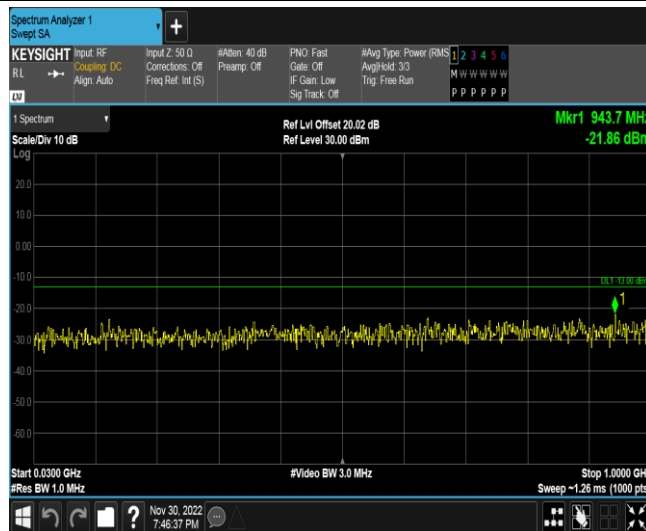 Spectrum Analyzer 1
Swept SA
+
KEYSIGHT
RL
LXI
Input: RF
Coupling: DC
Align: Auto
Input Z: 50 Ω
Corrections: Off
Freq Ref: Int (S)
#Atten: 40 dB
Preamp: Off
PNO: Fast
Gate: Off
IF Gain: Low
Sig Track: Off
#Avg Type: Power (RMS
Avg|Hold: 3/3
Trig: Free Run
1 2 3 4 5 6
M W W W W W
P P P P P P
1 Spectrum
Scale/Div 10 dB
Log
Ref Lvl Offset 20.02 dB
Ref Level 30.00 dBm
Mkr1 943.7 MHz
-21.86 dBm
20.0
10.0
0.00
-10.0
DL1 -13.00 dBm
1
-20.0
-30.0
-40.0
-50.0
-60.0
Start 0.0300 GHz
#Res BW 1.0 MHz
#Video BW 3.0 MHz
Stop 1.0000 GHz
Sweep ~1.26 ms (1000 pts)
?
Nov 30, 2022
7:46:37 PM